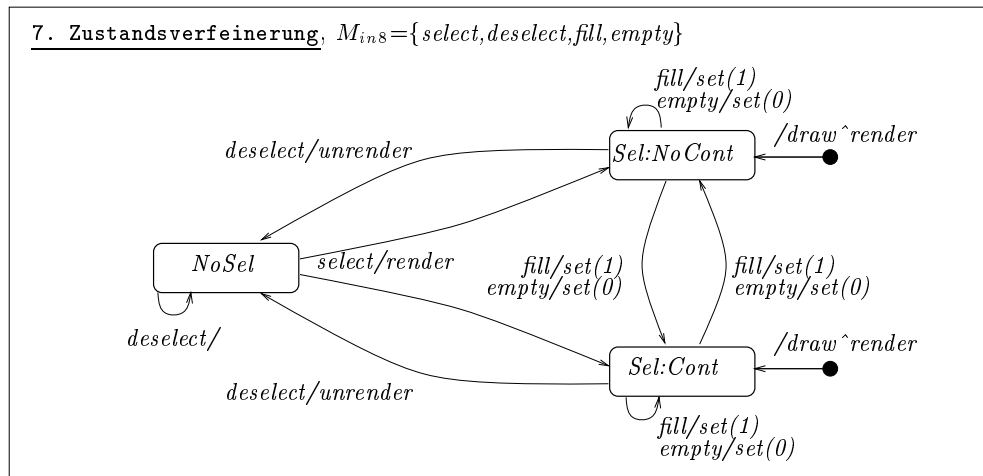 7. Zustandsverfeinerung, M_in8={select,deselect,fill,empty}
fill/set(1)
empty/set(0)
/draw^render
deselect/unrender
Sel:NoCont
NoSel
select/render
fill/set(1)
empty/set(0)
fill/set(1)
empty/set(0)
deselect/
/draw^render
Sel:Cont
deselect/unrender
fill/set(1)
empty/set(0)